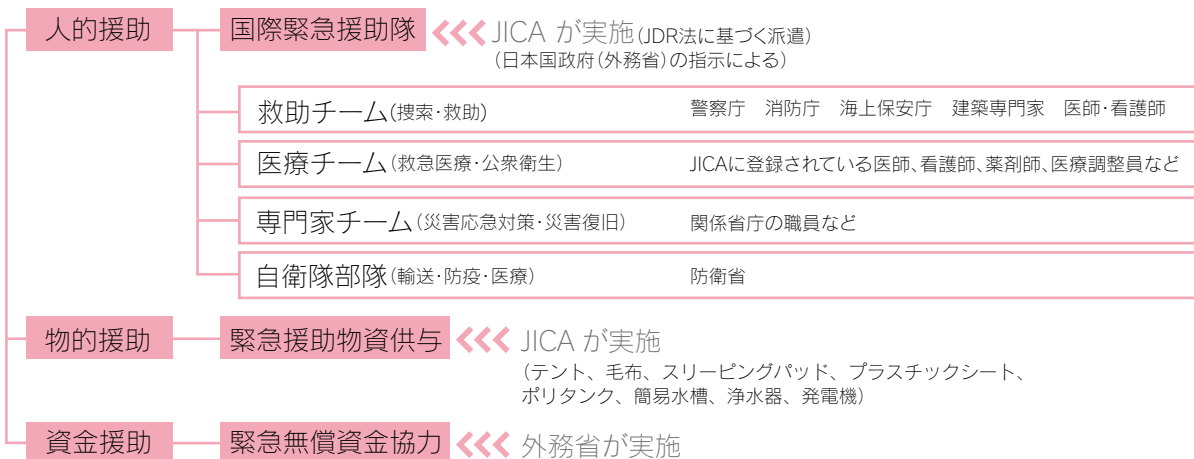 人的援助 国際緊急援助隊 JICA が実施(JDR法に基づく派遣)
(日本国政府(外務省)の指示による)
救助チーム(捜索・救助) 警察庁 消防庁 海上保安庁 建築専門家 医師・看護師
医療チーム(救急医療・公衆衛生) JICAに登録されている医師、看護師、薬剤師、医療調整員など
専門家チーム(災害応急対策・災害復旧) 関係省庁の職員など
自衛隊部隊(輸送・防疫・医療) 防衛省
物的援助 緊急援助物資供与 JICA が実施
(テント、毛布、スリーピングパッド、プラスチックシート、
ポリタンク、簡易水槽、浄水器、発電機)
資金援助 緊急無償資金協力 外務省が実施